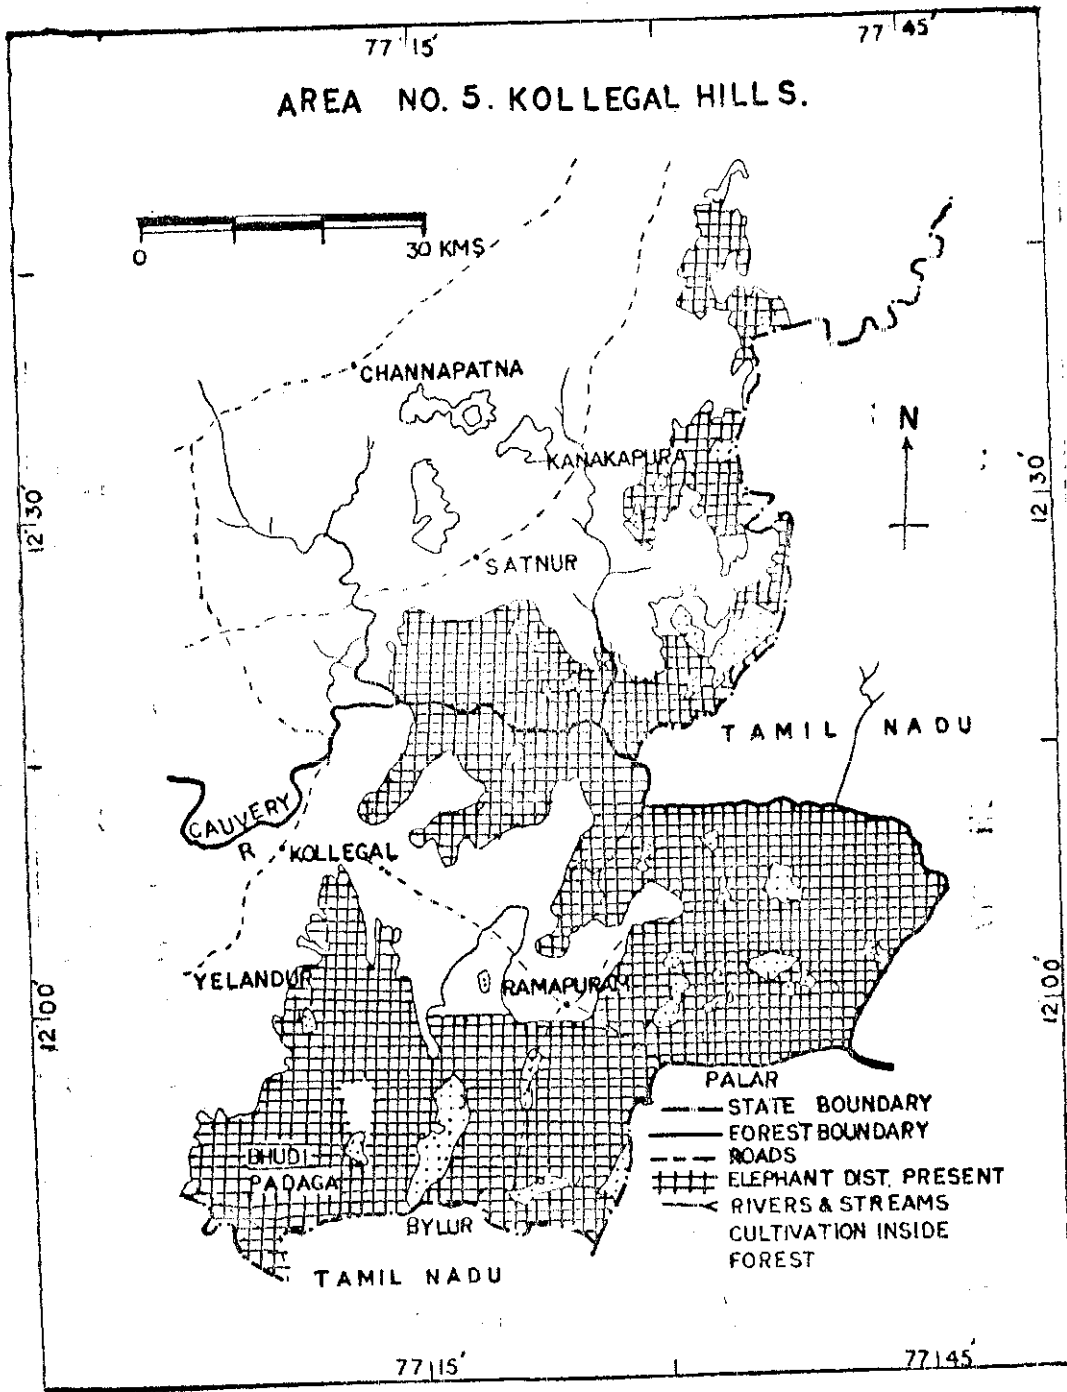 77 15'
77 45'
AREA NO. 5. KOLLEGAL HILLS.
0
30 KMS
CHANNAPATNA
N
KANAKAPURA
12 30'
12 30'
SATNUR
TAMIL NADU
CAUVERY
R
KOLLEGAL
YELANDUR
RAMAPURAM
12 00'
12 00'
PALAR
STATE BOUNDARY
FOREST BOUNDARY
ROADS
ELEPHANT DIST. PRESENT
RIVERS & STREAMS
CULTIVATION INSIDE
FOREST
BHUDI
PADAGA
BYLUR
TAMIL NADU
77 15'
77 45'